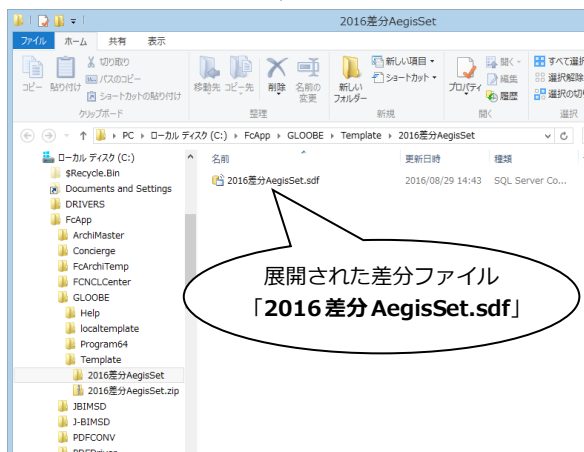 2016差分AegisSet
ファイル ホーム 共有 表示
コピー 貼り付け
切り取り
パスのコピー
ショートカットの貼り付け
クリップボード
移動先 コピー先 削除 名前の変更
整理
新しいフォルダー
新しい項目
ショートカット
新規
プロパティ
開く
編集
履歴
開く
すべて選択
選択解除
選択の切り
選択
PC ローカル ディスク (C:) FcApp GLOOBE Template 2016差分AegisSet
名前 更新日時 種類
2016差分AegisSet.sdf 2016/08/29 14:43 SQL Server Co...
ローカル ディスク (C:)
$Recycle.Bin
Documents and Settings
DRIVERS
FcApp
ArchiMaster
Concierge
FcArchiTemp
FCNCLCenter
GLOOBE
Help
localtemplate
Program64
Template
2016差分AegisSet
2016差分AegisSet.zip
JBIMSD
J-BIMSD
PDFCONV
展開された差分ファイル
「2016差分AegisSet.sdf」